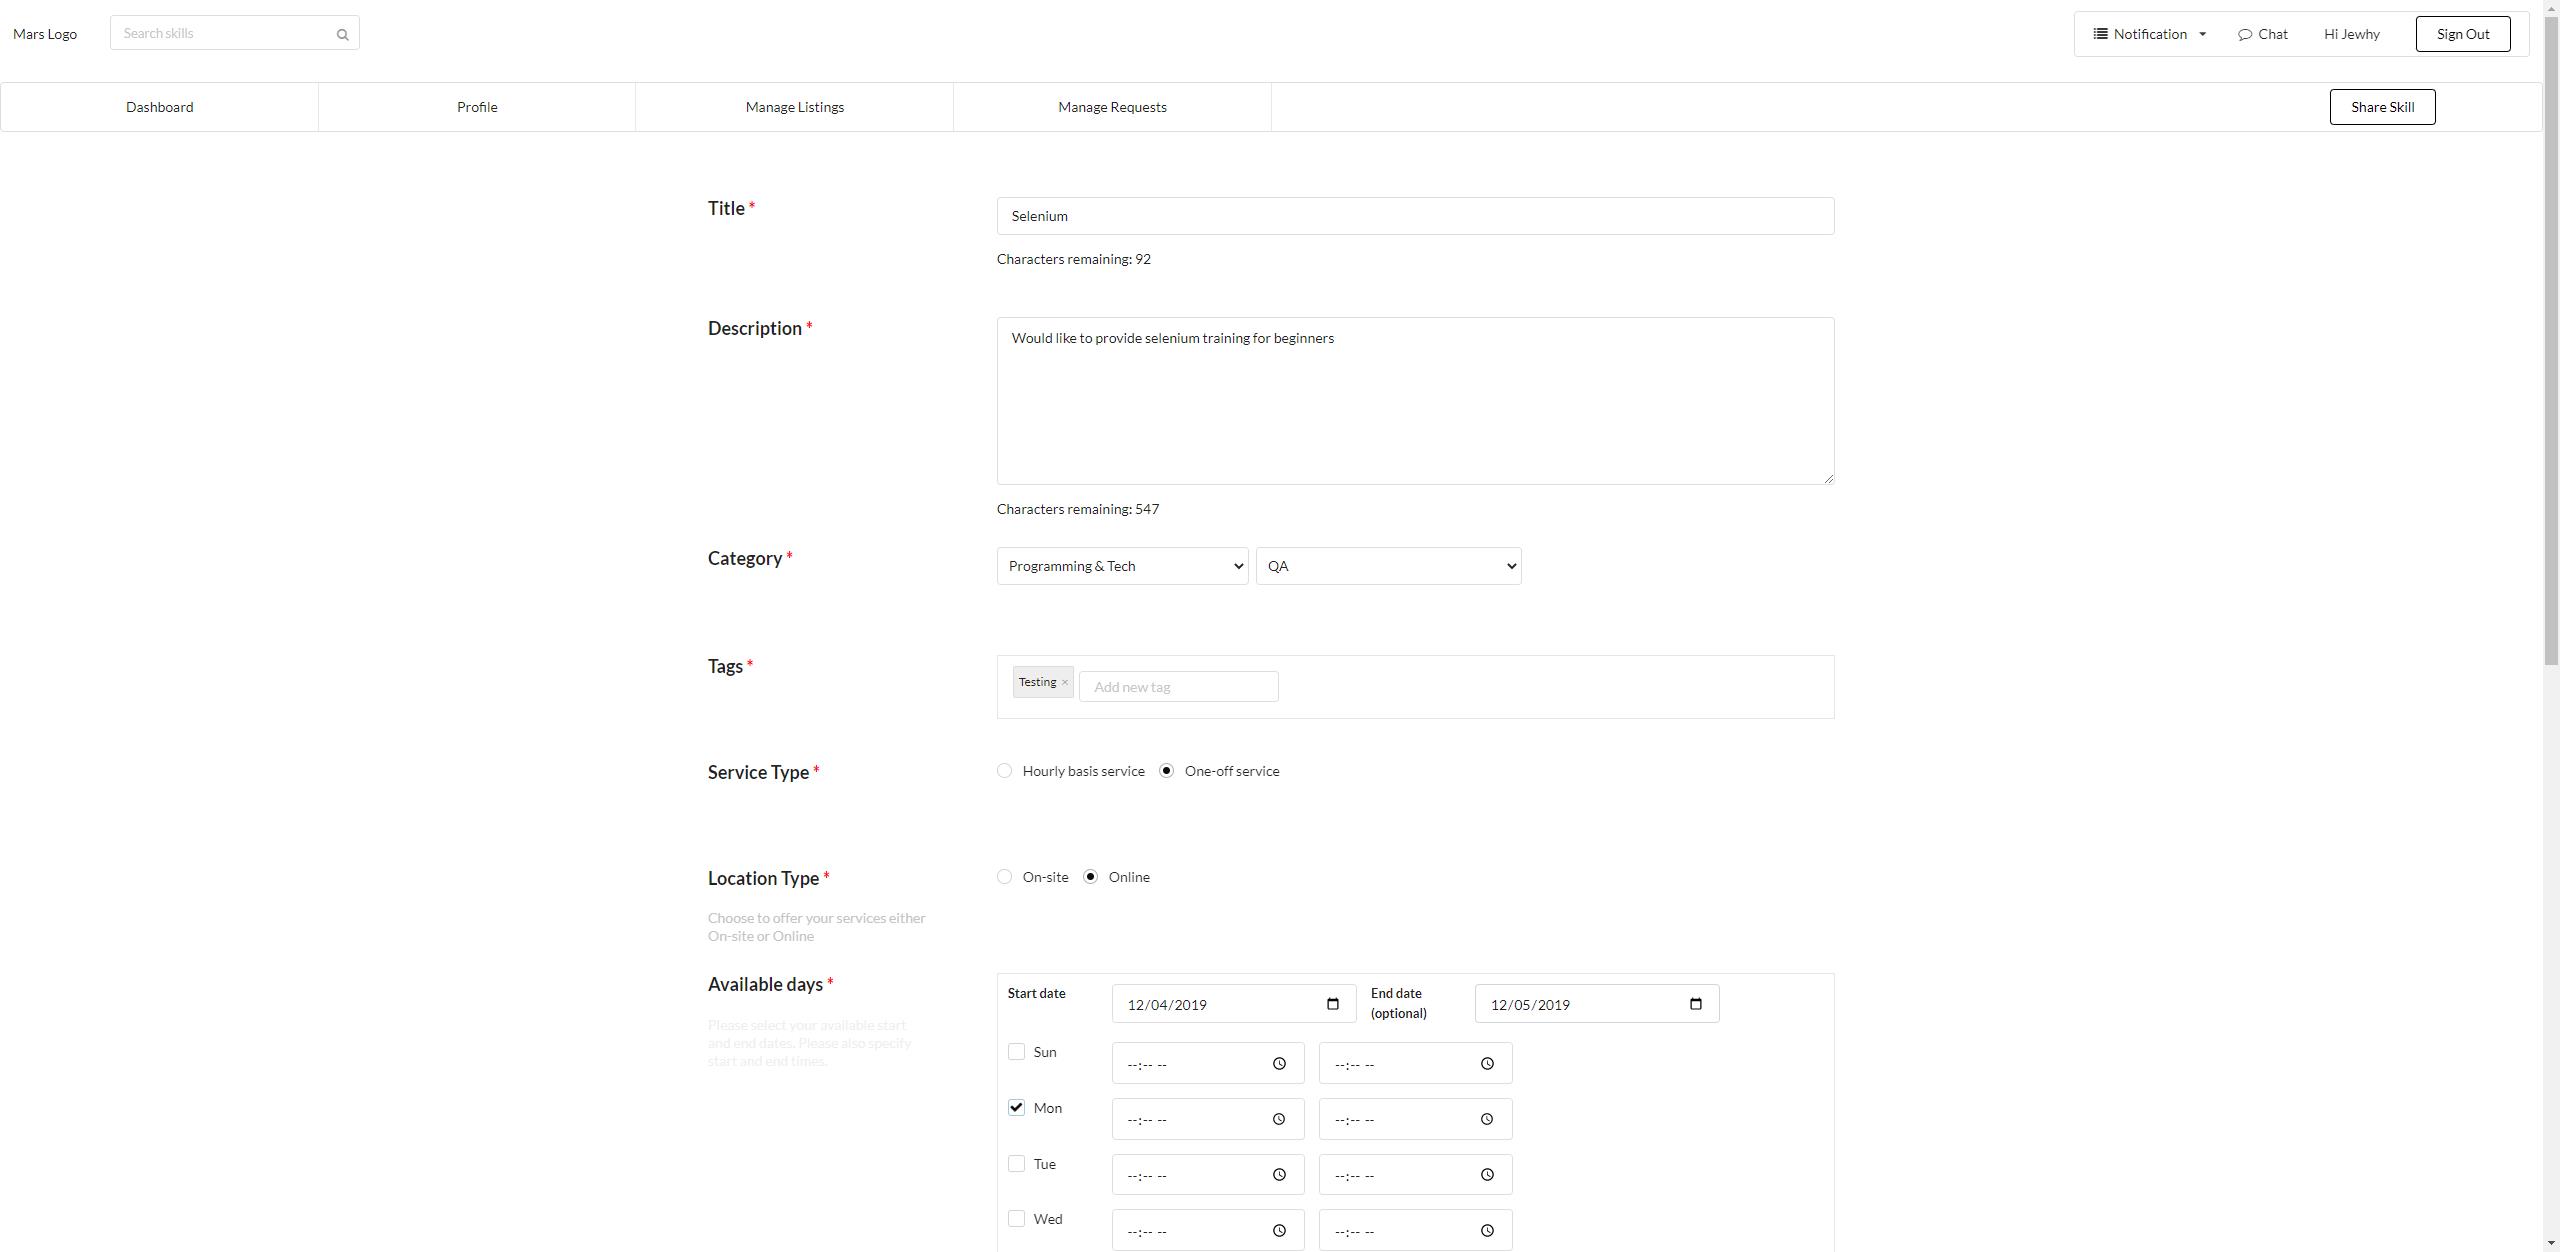 Mars Logo
Search skills
Notification
Chat
Hi Jewhy
Sign Out
Dashboard
Profile
Manage Listings
Manage Requests
Share Skill
Title *
Selenium
Characters remaining: 92
Description *
Would like to provide selenium training for beginners
Characters remaining: 547
Category *
Programming & Tech
QA
Tags *
Testing ×
Add new tag
Service Type *
Hourly basis service
One-off service
Location Type *
On-site
Online
Choose to offer your services either
On-site or Online
Available days *
Please select your available start
and end dates. Please also specify
start and end times.
Start date
12/04/2019
End date
(optional)
12/05/2019
Sun
--:-- --
--:-- --
Mon
--:-- --
--:-- --
Tue
--:-- --
--:-- --
Wed
--:-- --
--:-- --